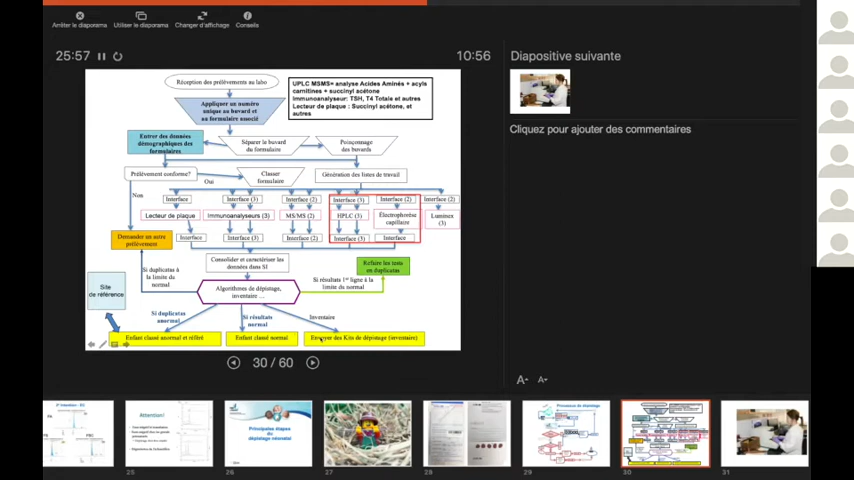 Arrêter le diaporama
Utiliser le diaporama
Changer d'affichage
Conseils
25:57
10:56
Diapositive suivante
Cliquez pour ajouter des commentaires
Réception des prélèvements au labo
UPLC MSMS= analyse Acides Aminés + acyls
carnitines + succinyl acétone
Immunoanalyseur: TSH, T4 Totale et autres
Lecteur de plaque : Succinyl acétone, et
autres
Appliquer un numéro
unique au buvard et
au formulaire associé
Entrer des données
démographiques des
formulaires
Séparer le buvard
du formulaire
Poinçonnage
des buvards
Prélèvement conforme?
Oui
Classer
formulaire
Génération des listes de travail
Non
Interface
Interface (3)
Interface (2)
Interface (3)
Interface (2)
Interface (2)
Lecteur de plaque
Immunoanalyseurs (3)
MS/MS (2)
HPLC (3)
Électrophorèse
capillaire
Luminex
(3)
Interface
Interface (3)
Interface (2)
Interface (3)
Interface
Demander un autre
prélèvement
Consolider et caractériser les
données dans SI
Refaire les tests
en duplicatas
Si duplicatas à
la limite du
normal
Si résultats 1er ligne à la
limite du normal
Site
de référence
Algorithmes de dépistage,
inventaire …
Si duplicatas
anormal
Si résultats
normal
Inventaire
Enfant classé anormal et référé
Enfant classé normal
Envoyer des Kits de dépistage (inventaire)
30 / 60
A
A
Attention!
Principales étapes
du
dépistage néonatal
Processus de dépistage
25
26
27
28
29
30
31